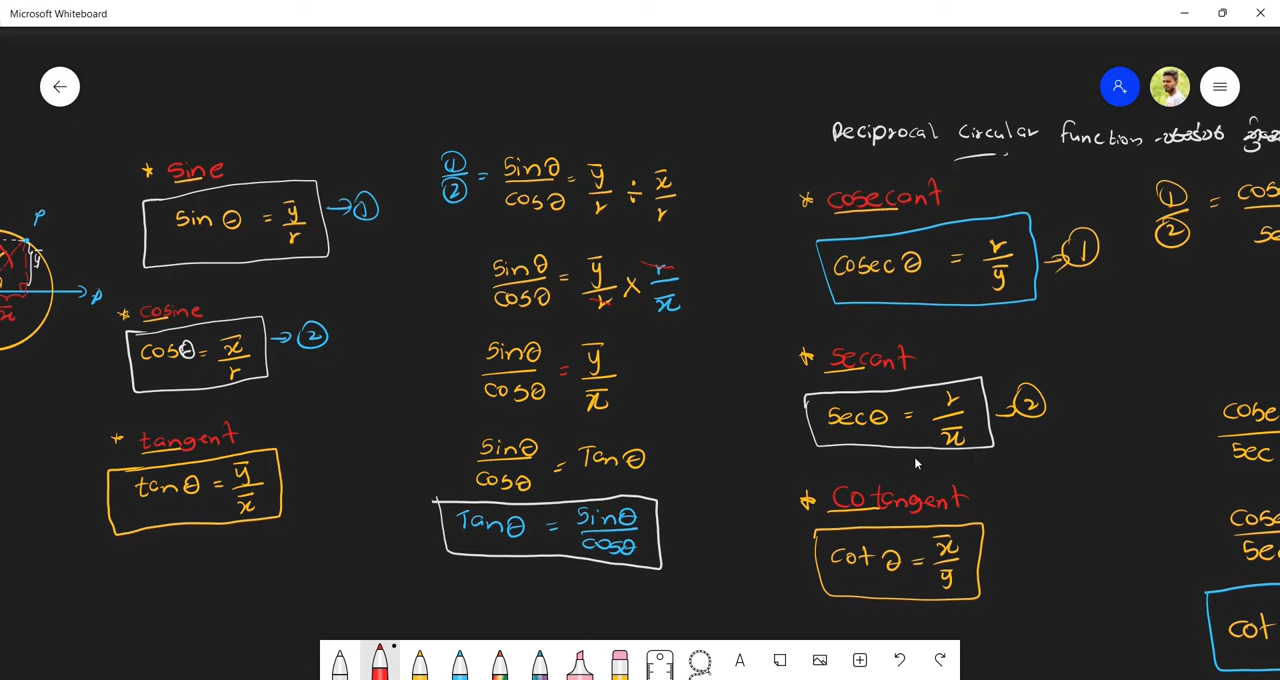 Microsoft Whiteboard
Reciprocal circular function
* sine
sin θ = ȳ/r → ①
* cosine
cosθ = x̄/r → ②
* tangent
tanθ = ȳ/x̄
P
ȳ
x̄
①/② = sinθ/cosθ = ȳ/r ÷ x̄/r
sinθ/cosθ = ȳ/r × r/x̄
sinθ/cosθ = ȳ/x̄
sinθ/cosθ = Tanθ
Tanθ = sinθ/cosθ
* cosecant
cosec θ = r/ȳ → ①
* secant
secθ = r/x̄ → ②
* Cotangent
cot θ = x̄/ȳ
①/② =
cot
A